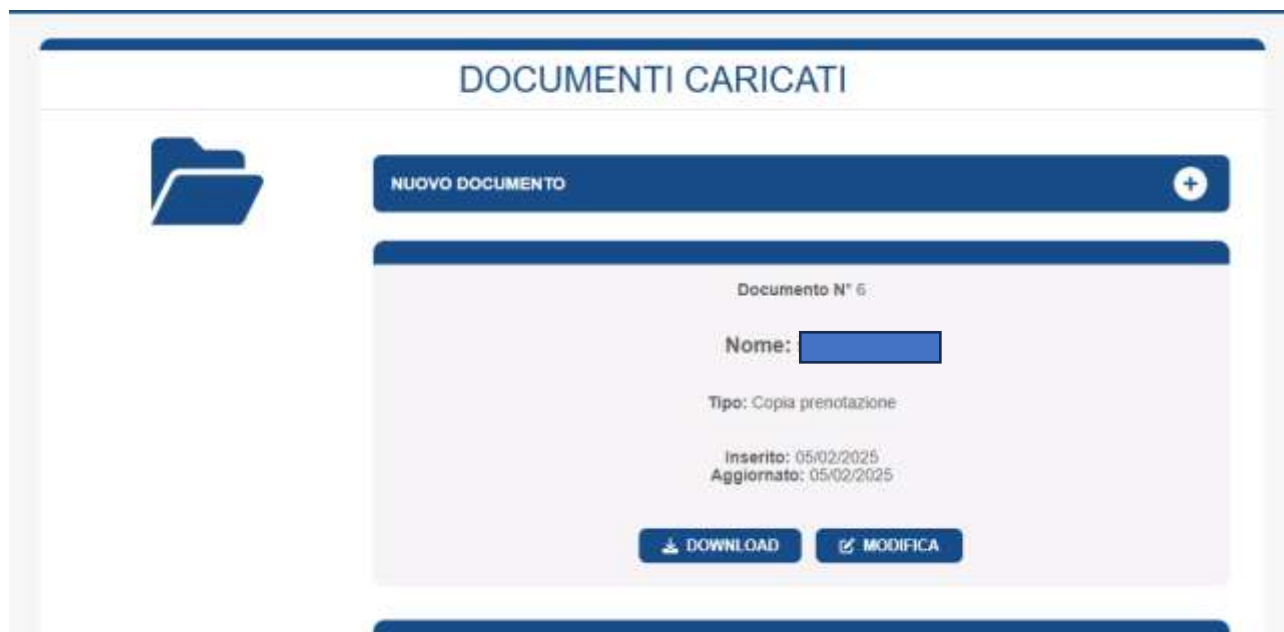 DOCUMENTI CARICATI
NUOVO DOCUMENTO
Documento N° 6
Nome:
Tipo: Copia prenotazione
Inserito: 05/02/2025
Aggiornato: 05/02/2025
DOWNLOAD
MODIFICA